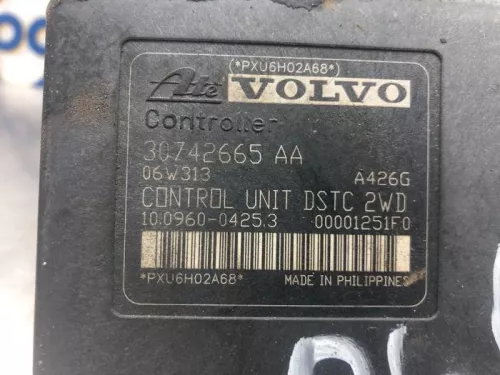 (*PXU6H02A68*)
Ate VOLVO
Controller
30742665 AA
06W313 A426G
CONTROL UNIT DSTC 2WD
10.0960-0425.3 00001251F0
*PXU6H02A68* MADE IN PHILIPPINES